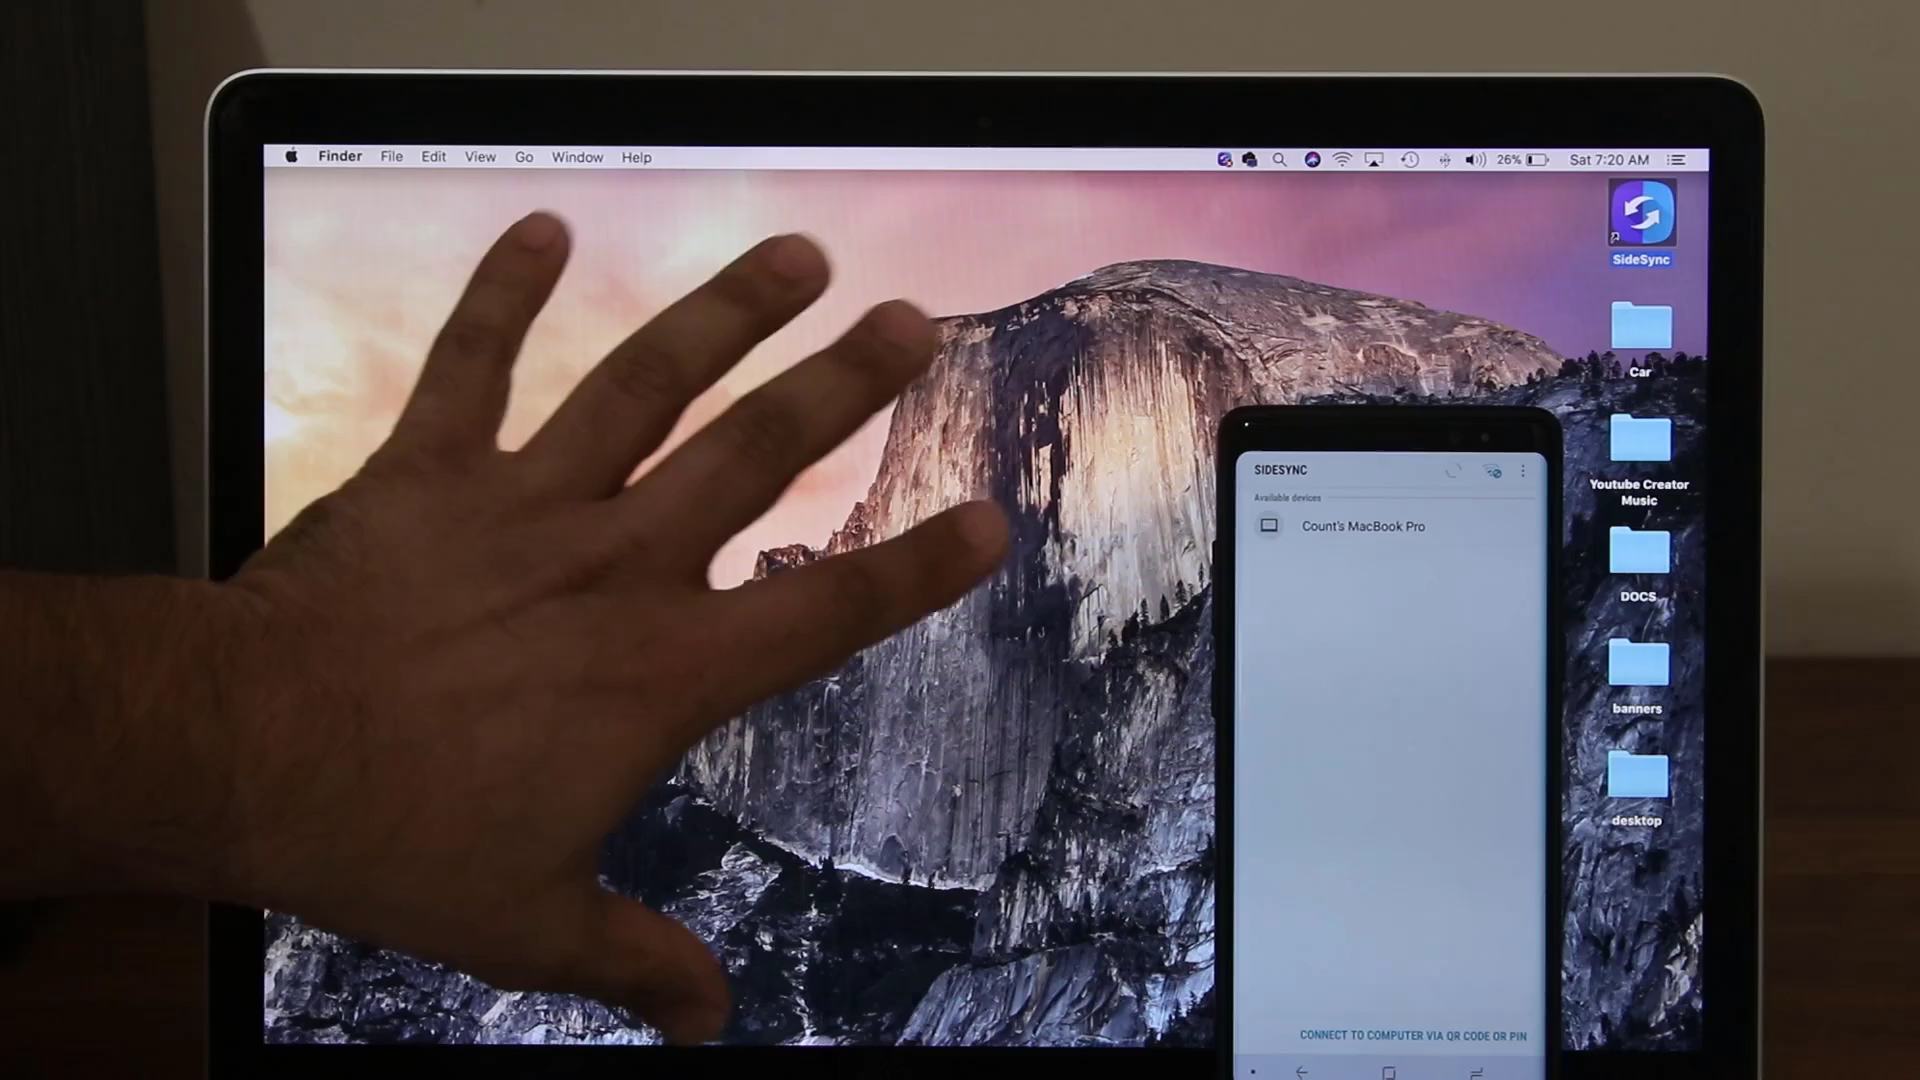 Finder File Edit View Go Window Help 26% Sat 7:20 AM
SideSync
Car
Youtube Creator
Music
DOCS
banners
desktop
SIDESYNC
Available devices
Count's MacBook Pro
CONNECT TO COMPUTER VIA QR CODE OR PIN